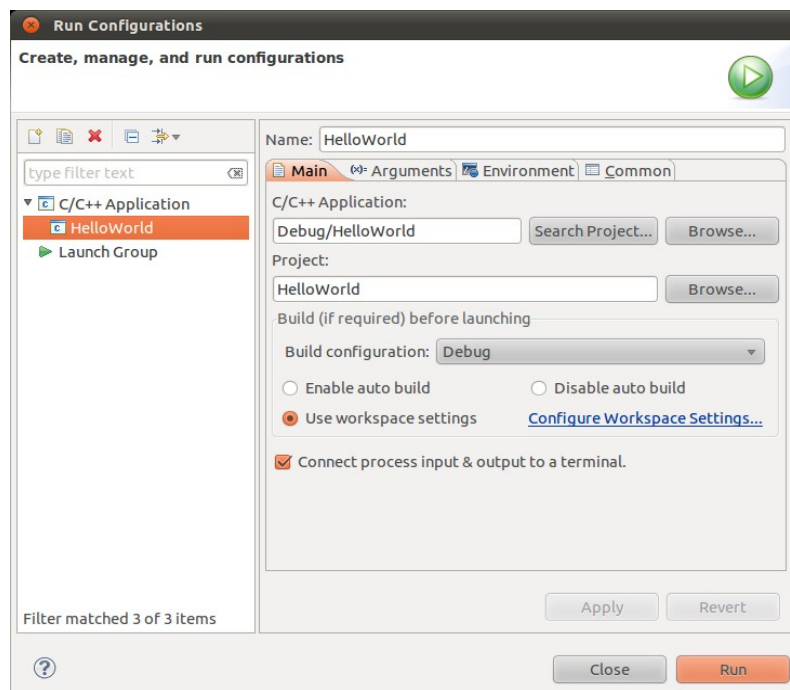 Run Configurations
Create, manage, and run configurations
type filter text
C/C++ Application
HelloWorld
Launch Group
Filter matched 3 of 3 items
Name: HelloWorld
Main (x)= Arguments Environment Common
C/C++ Application:
Debug/HelloWorld Search Project... Browse...
Project:
HelloWorld Browse...
Build (if required) before launching
Build configuration: Debug
Enable auto build Disable auto build
Use workspace settings Configure Workspace Settings...
Connect process input & output to a terminal.
Apply Revert
Close Run